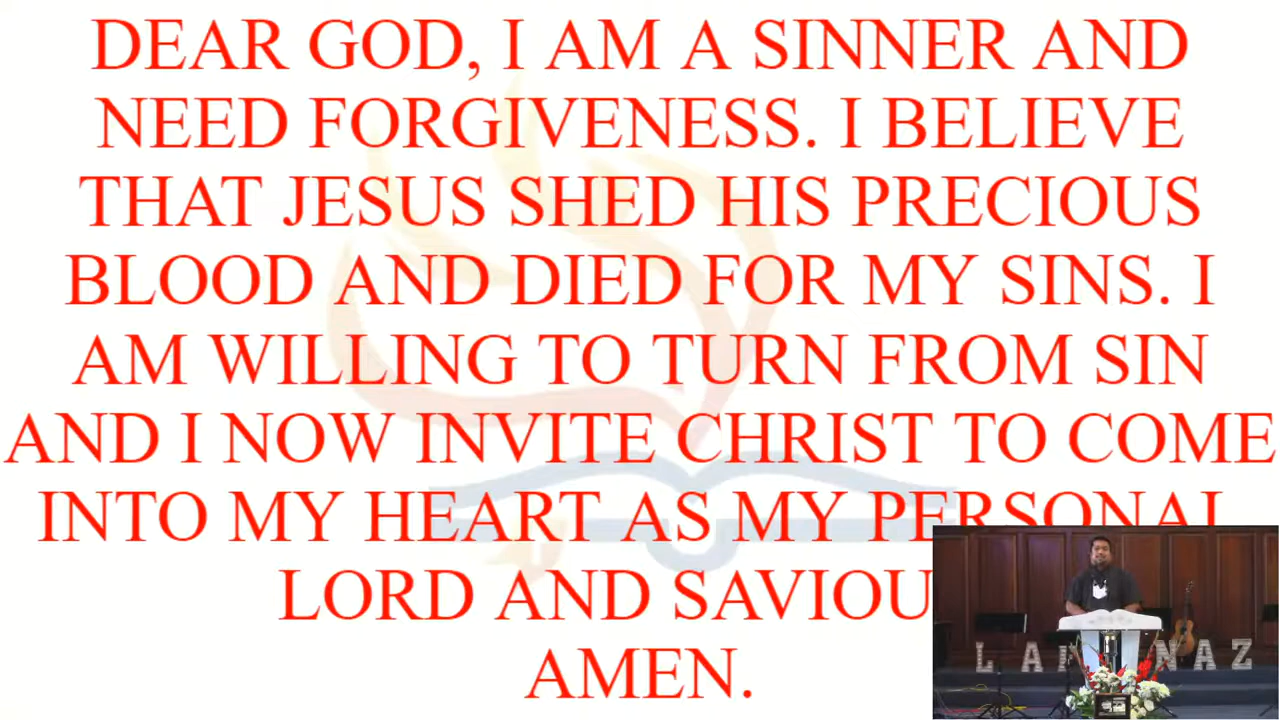 DEAR GOD, I AM A SINNER AND
NEED FORGIVENESS. I BELIEVE
THAT JESUS SHED HIS PRECIOUS
BLOOD AND DIED FOR MY SINS. I
AM WILLING TO TURN FROM SIN
AND I NOW INVITE CHRIST TO COME
INTO MY HEART AS MY PERSONAL
LORD AND SAVIOU
AMEN.